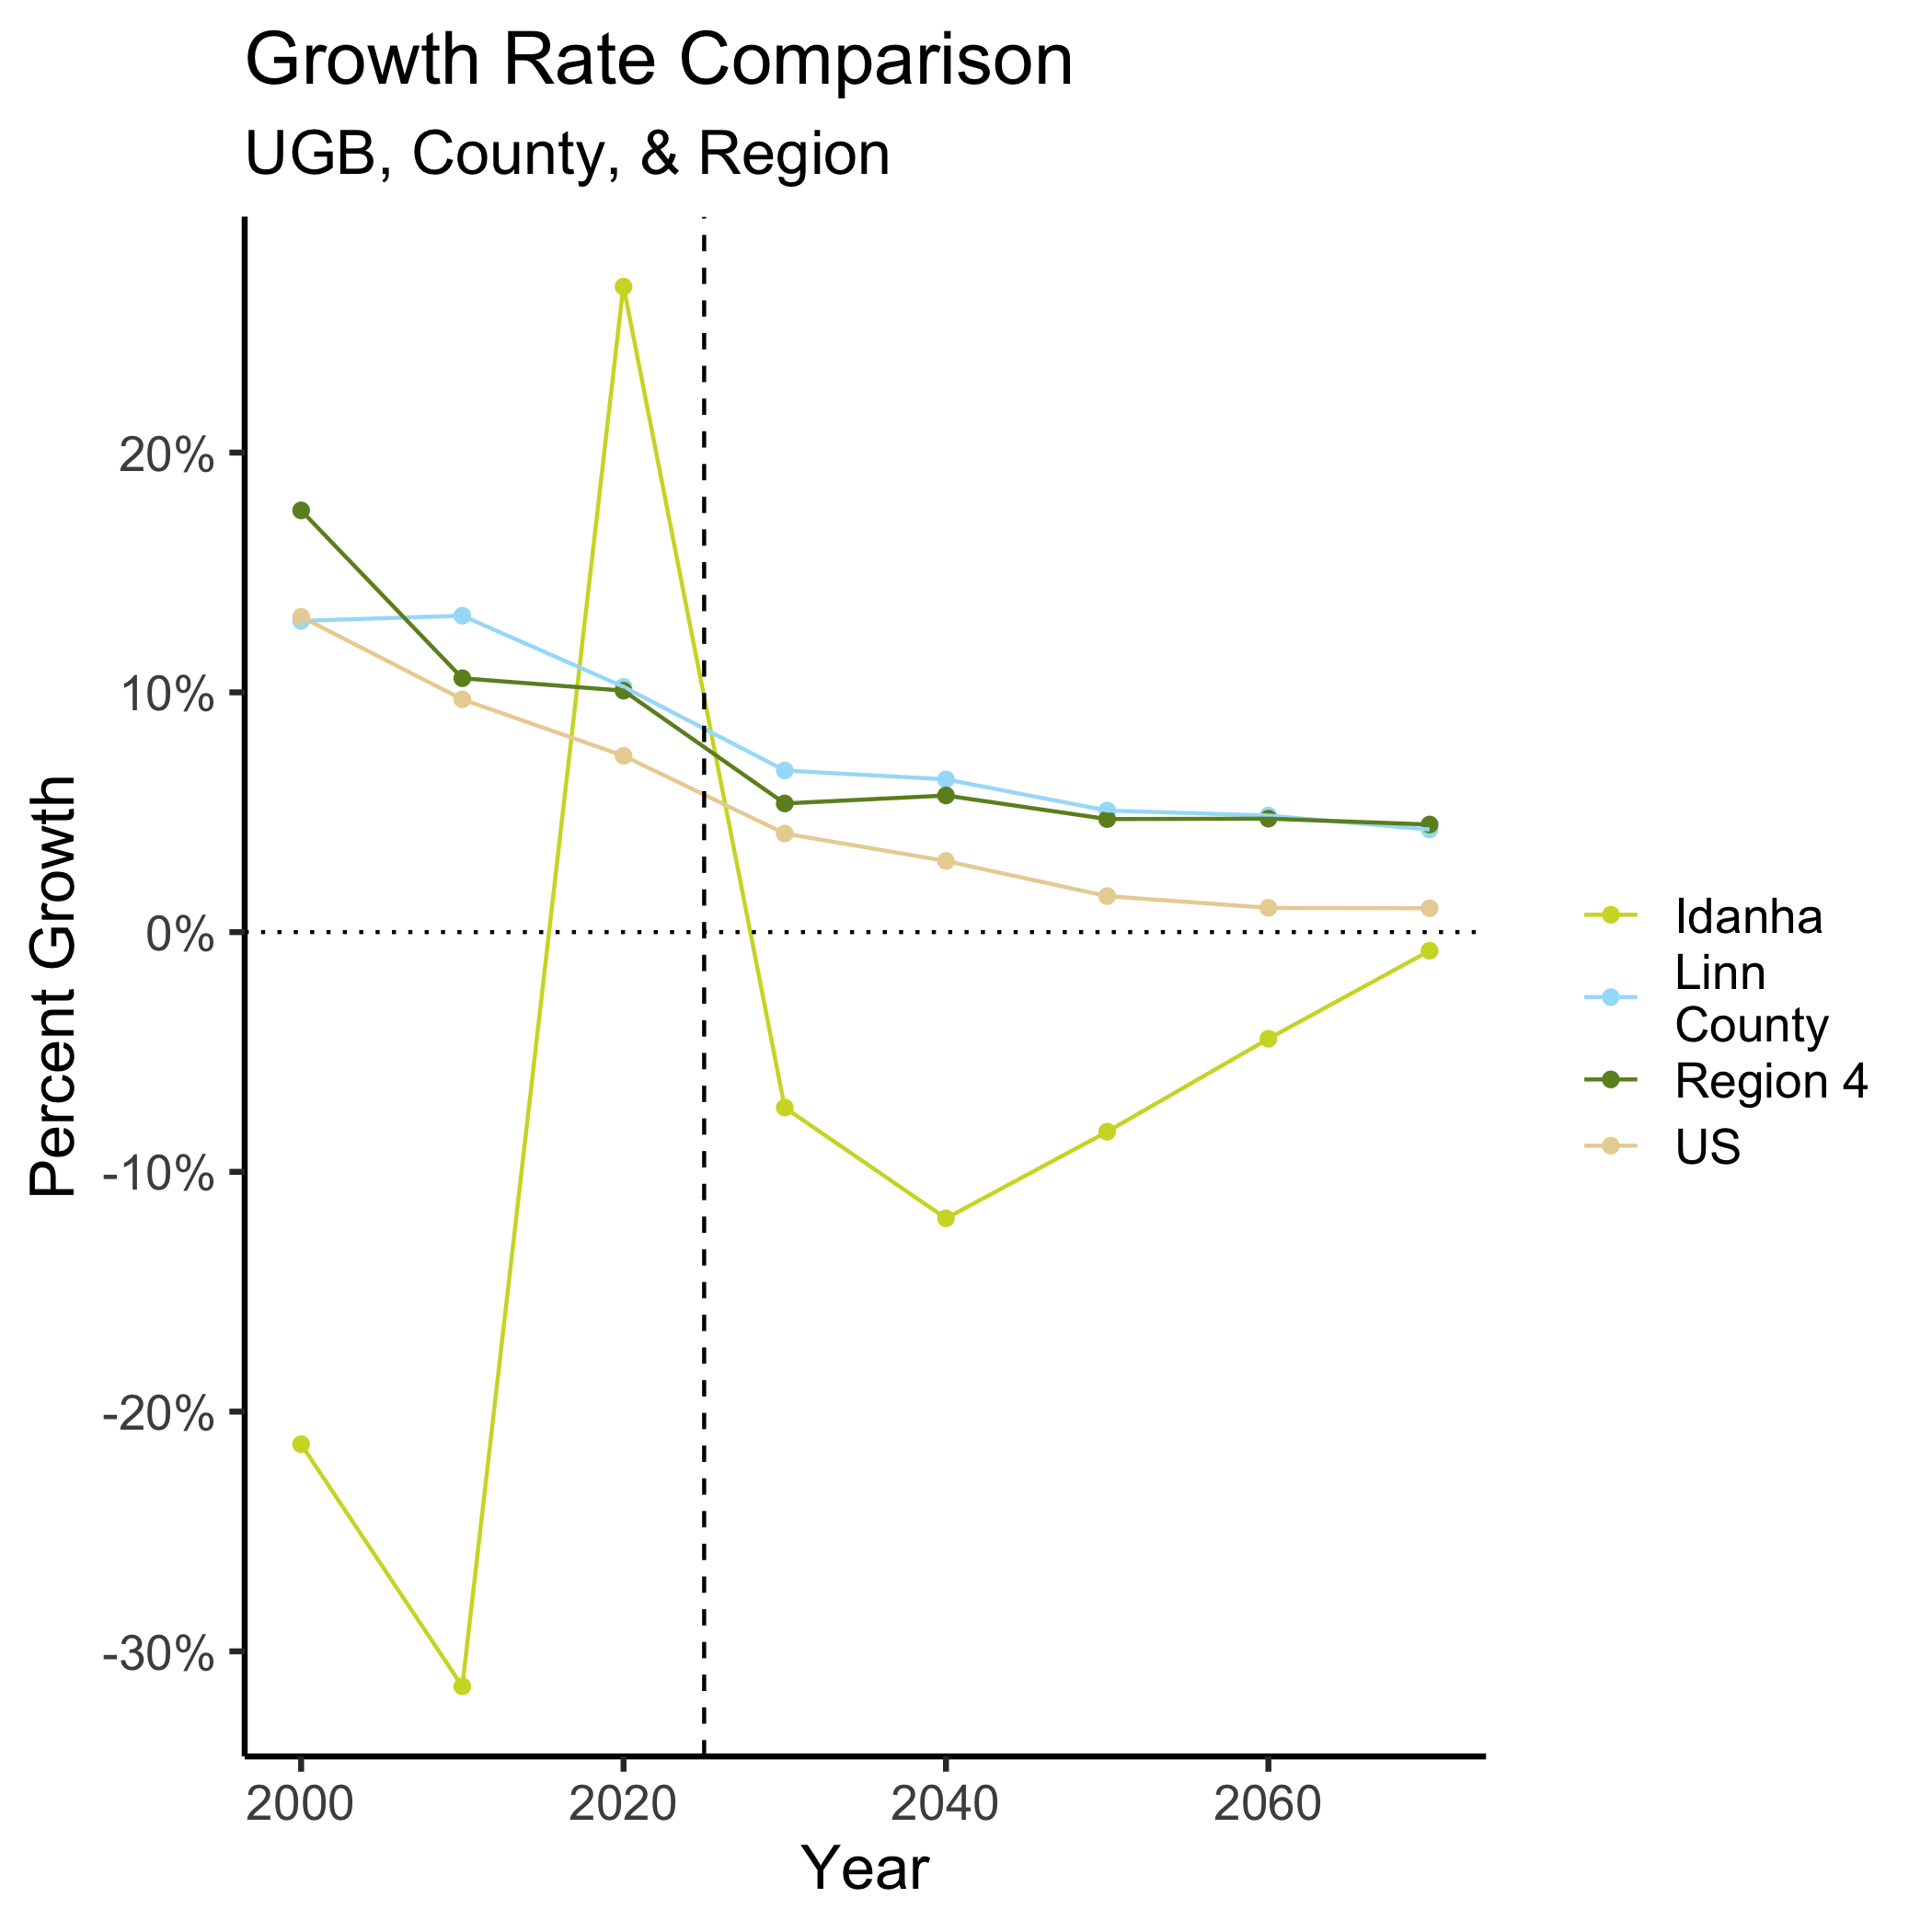 Growth Rate Comparison
UGB, County, & Region
Percent Growth
20%
10%
0%
-10%
-20%
-30%
2000 2020 2040 2060
Year
Idanha
Linn
County
Region 4
US